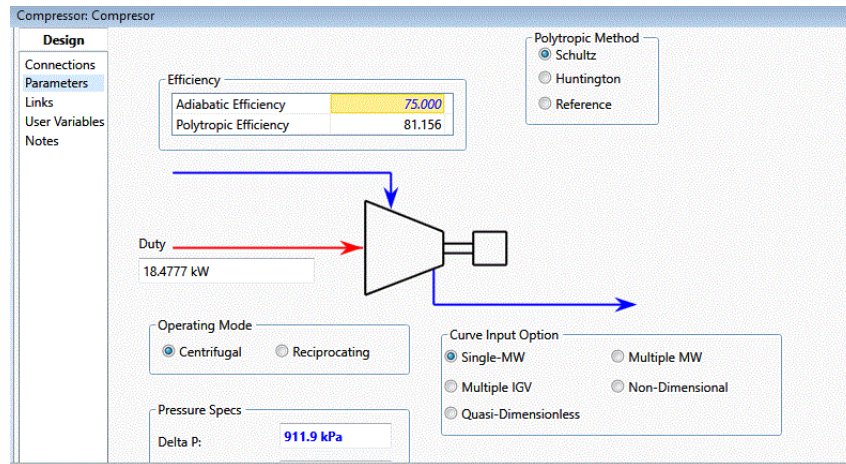 Compressor: Compresor
Design
Connections
Parameters
Links
User Variables
Notes
Efficiency
Adiabatic Efficiency 75.000
Polytropic Efficiency 81.156
Polytropic Method
Schultz
Huntington
Reference
Duty
18.4777 kW
Operating Mode
Centrifugal Reciprocating
Curve Input Option
Single-MW Multiple MW
Multiple IGV Non-Dimensional
Quasi-Dimensionless
Pressure Specs
Delta P: 911.9 kPa